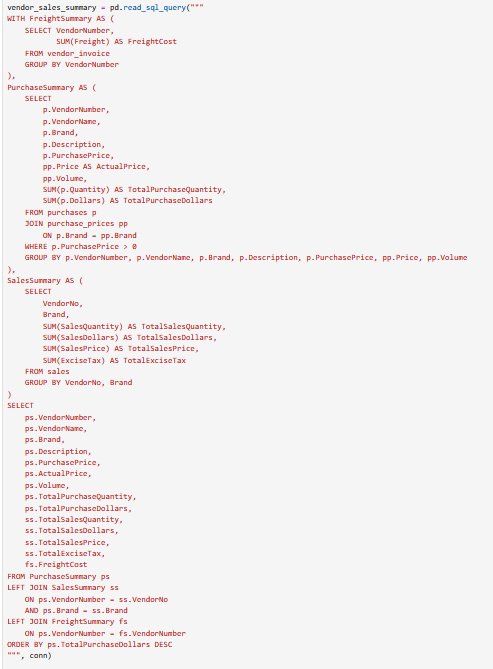 vendor_sales_summary = pd.read_sql_query("""
WITH FreightSummary AS (
    SELECT VendorNumber,
           SUM(Freight) AS FreightCost
    FROM vendor_invoice
    GROUP BY VendorNumber
),
PurchaseSummary AS (
    SELECT
        p.VendorNumber,
        p.VendorName,
        p.Brand,
        p.Description,
        p.PurchasePrice,
        pp.Price AS ActualPrice,
        pp.Volume,
        SUM(p.Quantity) AS TotalPurchaseQuantity,
        SUM(p.Dollars) AS TotalPurchaseDollars
    FROM purchases p
    JOIN purchase_prices pp
        ON p.Brand = pp.Brand
    WHERE p.PurchasePrice > 0
    GROUP BY p.VendorNumber, p.VendorName, p.Brand, p.Description, p.PurchasePrice, pp.Price, pp.Volume
),
SalesSummary AS (
    SELECT
        VendorNo,
        Brand,
        SUM(SalesQuantity) AS TotalSalesQuantity,
        SUM(SalesDollars) AS TotalSalesDollars,
        SUM(SalesPrice) AS TotalSalesPrice,
        SUM(ExciseTax) AS TotalExciseTax
    FROM sales
    GROUP BY VendorNo, Brand
)
SELECT
    ps.VendorNumber,
    ps.VendorName,
    ps.Brand,
    ps.Description,
    ps.PurchasePrice,
    ps.ActualPrice,
    ps.Volume,
    ps.TotalPurchaseQuantity,
    ps.TotalPurchaseDollars,
    ss.TotalSalesQuantity,
    ss.TotalSalesDollars,
    ss.TotalSalesPrice,
    ss.TotalExciseTax,
    fs.FreightCost
FROM PurchaseSummary ps
LEFT JOIN SalesSummary ss
    ON ps.VendorNumber = ss.VendorNo
    AND ps.Brand = ss.Brand
LEFT JOIN FreightSummary fs
    ON ps.VendorNumber = fs.VendorNumber
ORDER BY ps.TotalPurchaseDollars DESC
""", conn)